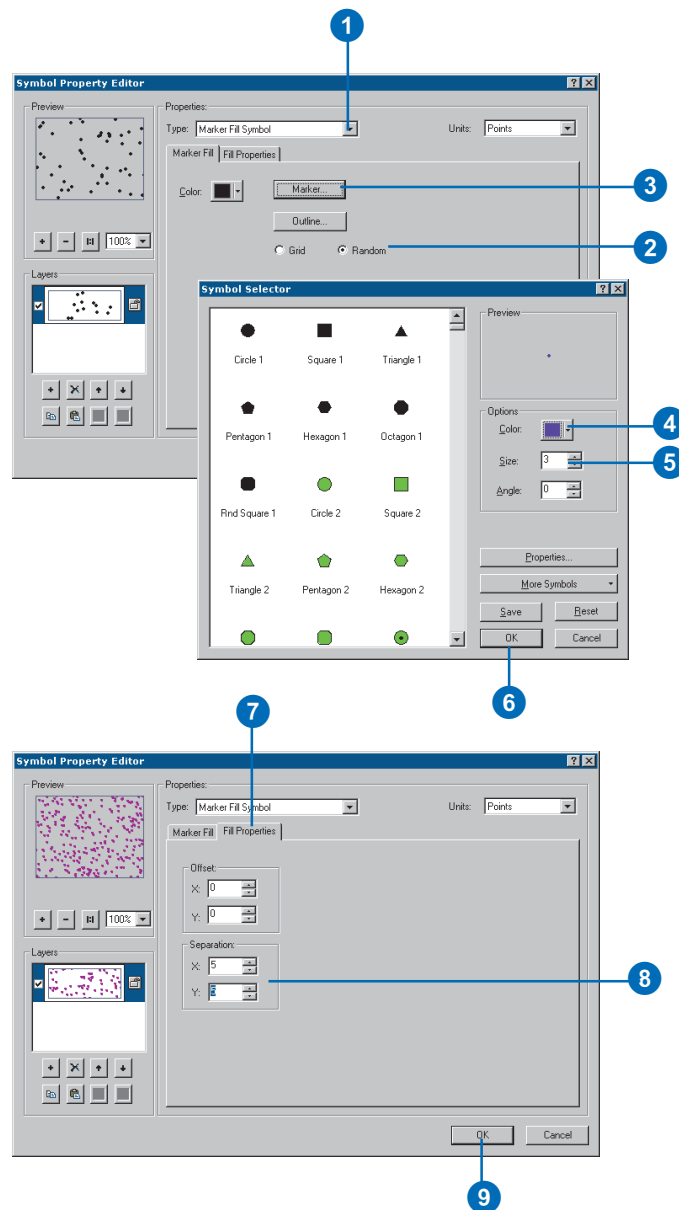 1
Symbol Property Editor
Preview
Properties:
Type: Marker Fill Symbol
Units: Points
Marker Fill Fill Properties
Color:
Marker...
3
Outline...
100%
Grid Random
2
Layers
Symbol Selector
Preview
Circle 1 Square 1 Triangle 1
Options
Color:
4
Pentagon 1 Hexagon 1 Octagon 1
Size: 3
5
Angle: 0
Rnd Square 1 Circle 2 Square 2
Properties...
Triangle 2 Pentagon 2 Hexagon 2
More Symbols
Save Reset
OK Cancel
6
7
Symbol Property Editor
Preview
Properties:
Type: Marker Fill Symbol
Units: Points
Marker Fill Fill Properties
Offset:
X: 0
Y: 0
1:1 100%
Separation:
Layers
X: 5
8
Y:
OK Cancel
9